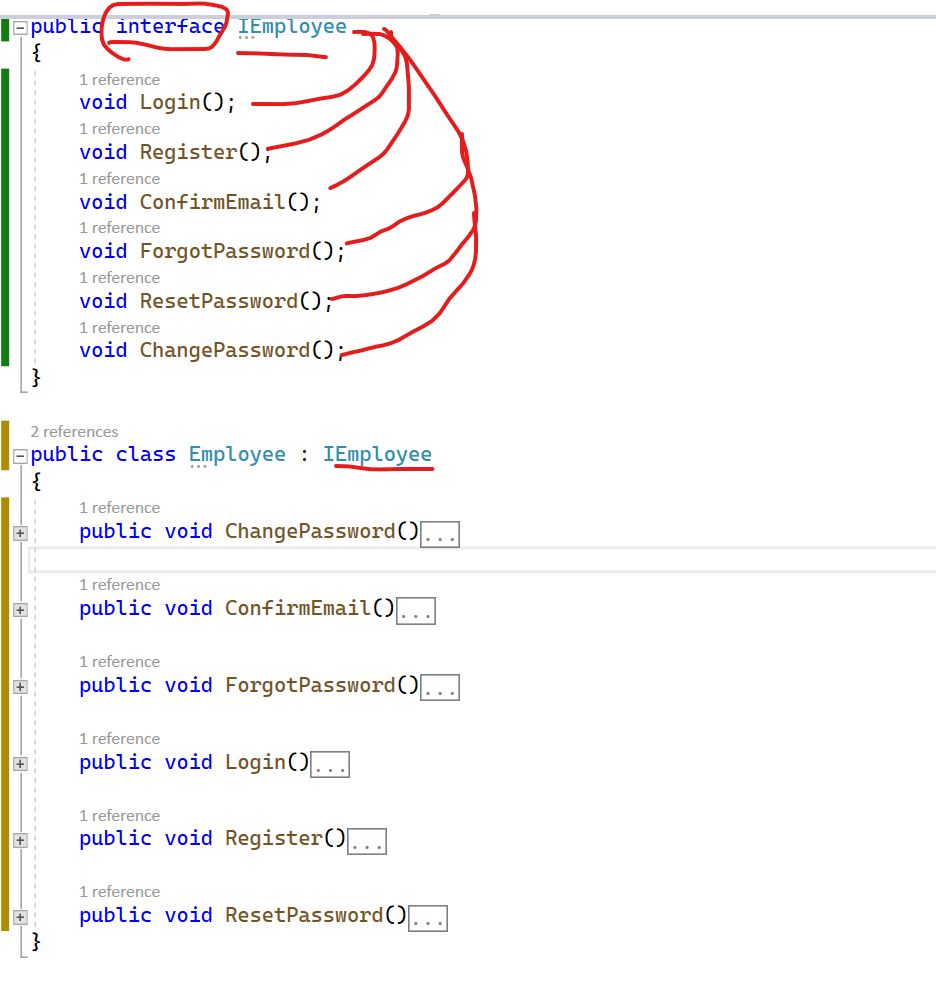 public interface IEmployee
{
1 reference
void Login();
1 reference
void Register();
1 reference
void ConfirmEmail();
1 reference
void ForgotPassword();
1 reference
void ResetPassword();
1 reference
void ChangePassword();
}
2 references
public class Employee : IEmployee
{
1 reference
public void ChangePassword()...
1 reference
public void ConfirmEmail()...
1 reference
public void ForgotPassword()...
1 reference
public void Login()...
1 reference
public void Register()...
1 reference
public void ResetPassword()...
}